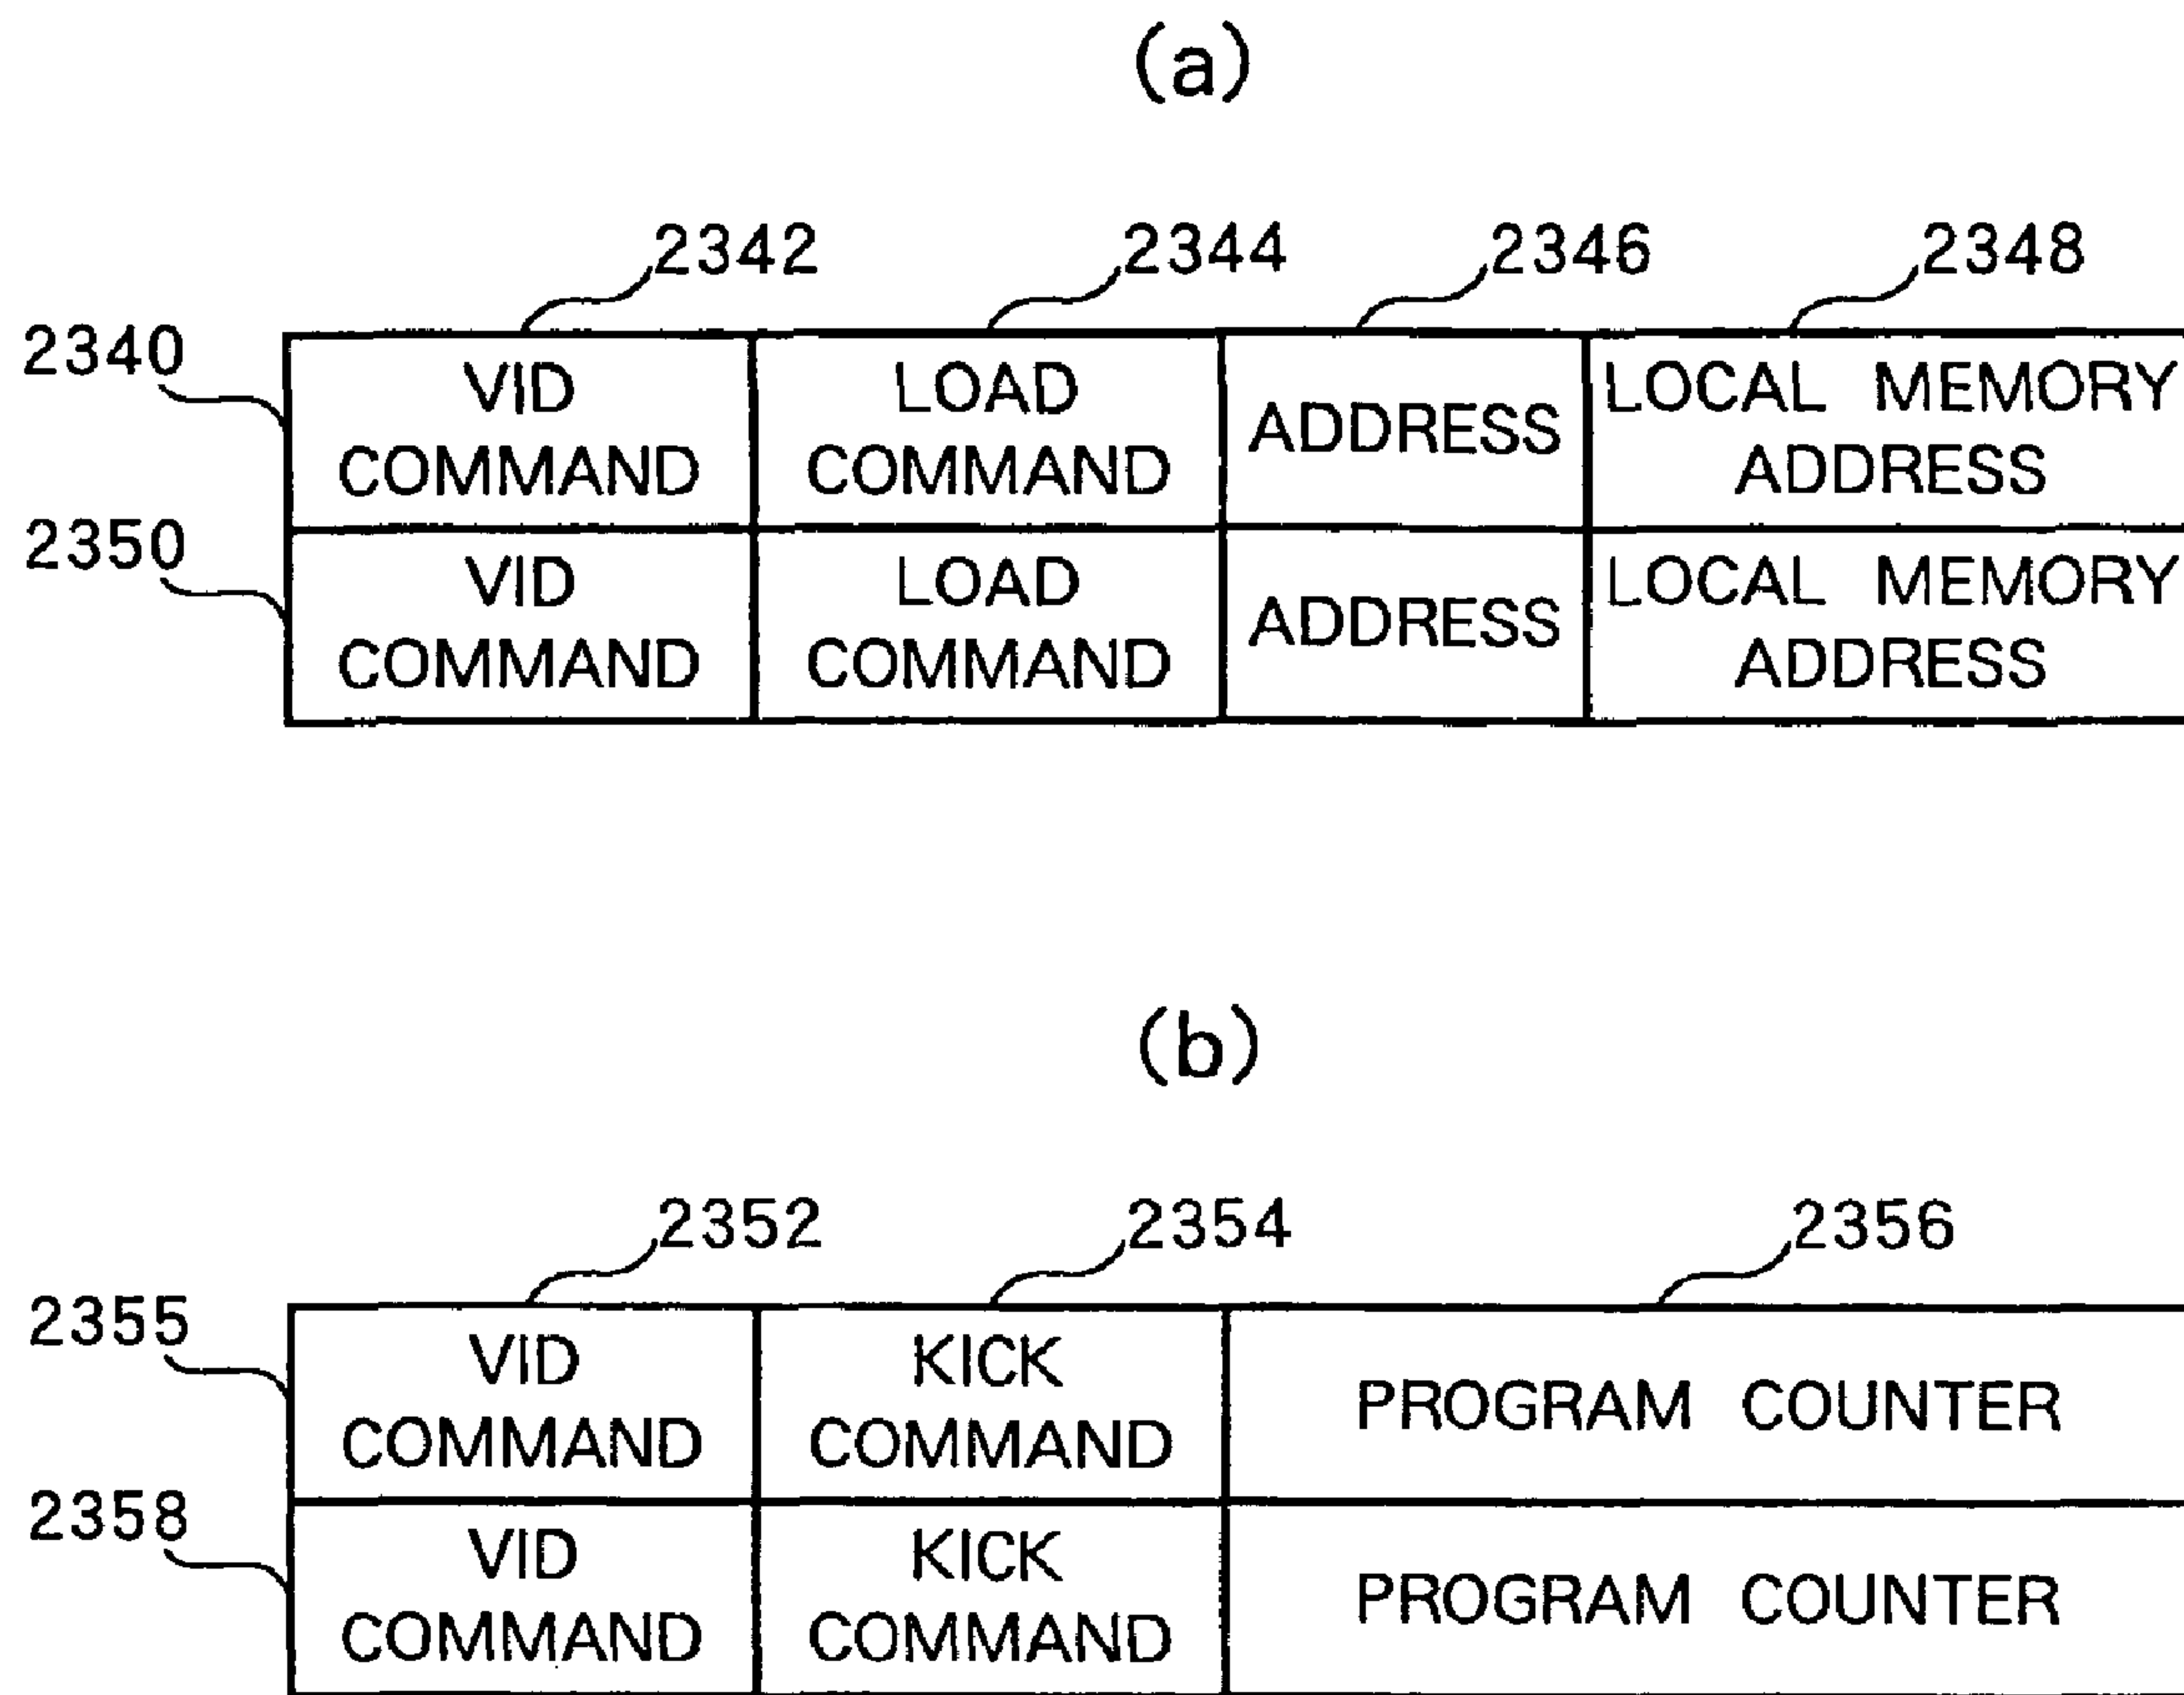 (a)
2342 2344 2346 2348
2340
VID LOAD LOCAL MEMORY
ADDRESS
COMMAND COMMAND ADDRESS
2350
VID LOAD LOCAL MEMORY
ADDRESS
COMMAND COMMAND ADDRESS
(b)
2352 2354 2356
2355
VID KICK
PROGRAM COUNTER
COMMAND COMMAND
2358
VID KICK
PROGRAM COUNTER
COMMAND COMMAND